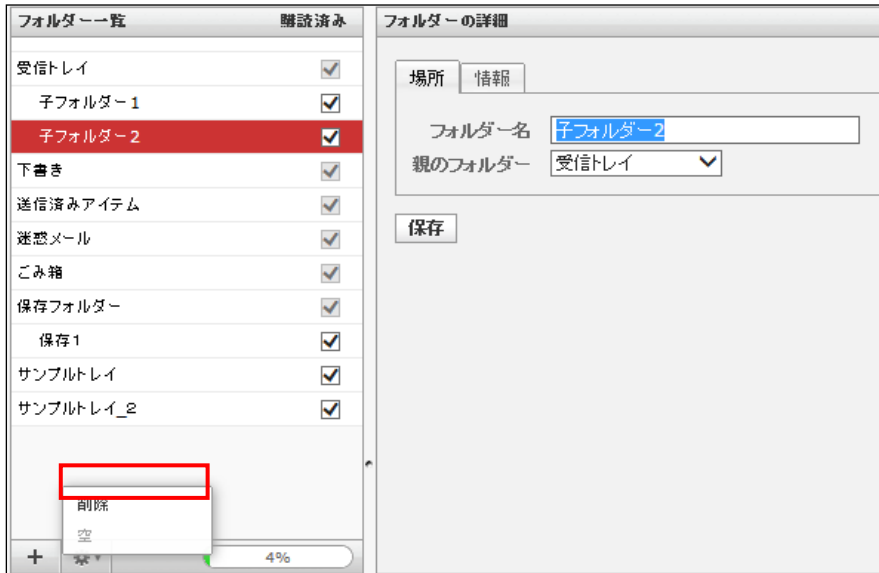 フォルダー一覧 購読済み
受信トレイ
子フォルダー1
子フォルダー2
下書き
送信済みアイテム
迷惑メール
ごみ箱
保存フォルダー
保存1
サンプルトレイ
サンプルトレイ_2
削除
空
+ 4%
フォルダーの詳細
場所 情報
フォルダー名 子フォルダー2
親のフォルダー 受信トレイ
保存